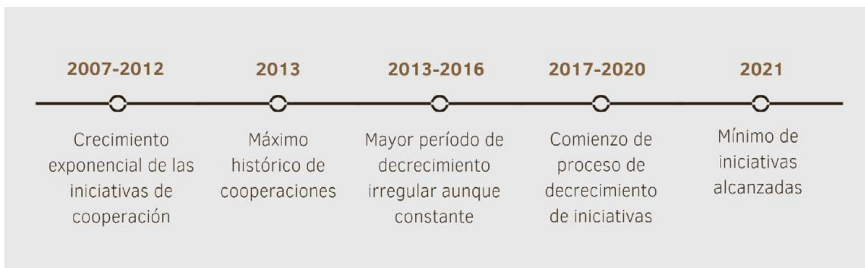 2007-2012
Crecimiento
exponencial de las
iniciativas de
cooperación
2013
Máximo
histórico de
cooperaciones
2013-2016
Mayor período de
decrecimiento
irregular aunque
constante
2017-2020
Comienzo de
proceso de
decrecimiento
de iniciativas
2021
Mínimo de
iniciativas
alcanzadas